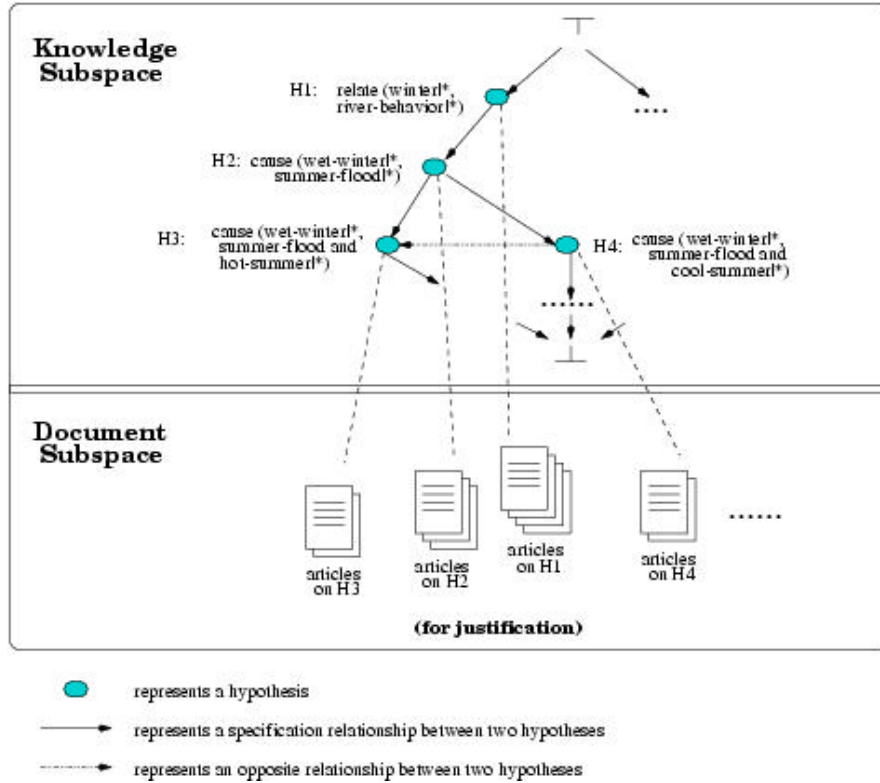 Knowledge
Subspace
H1: relate (winter|*,
river-behavior|*)
H2: cause (wet-winter|*,
summer-flood|*)
H3: cause (wet-winter|*,
summer-flood and
hot-summer|*)
H4: cause (wet-winter|*,
summer-flood and
cool-summer|*)
Document
Subspace
articles
on H3
articles
on H2
articles
on H1
articles
on H4
(for justification)
represents a hypothesis
represents a specification relationship between two hypotheses
represents an opposite relationship between two hypotheses